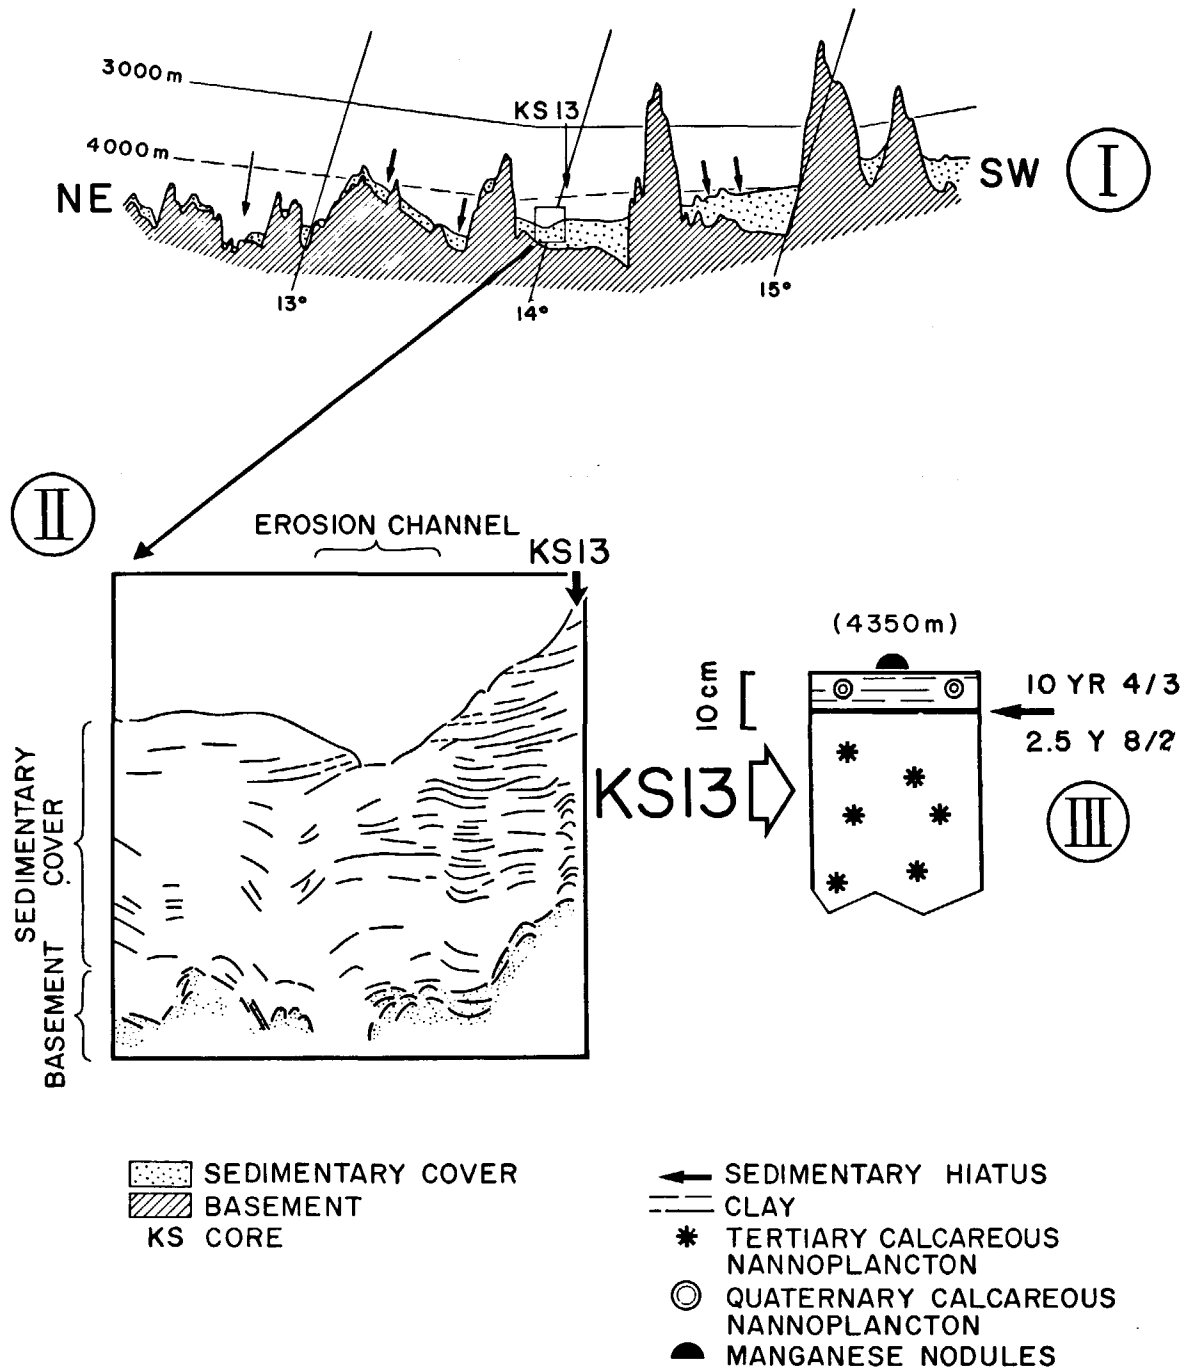 3000m
KS 13
4000m
NE
SW
I
13°
14°
15°
II
EROSION CHANNEL
KS13
(4350m)
10cm
10 YR 4/3
2.5 Y 8/2
KS13
III
SEDIMENTARY
COVER
BASEMENT
SEDIMENTARY COVER
BASEMENT
KS CORE
SEDIMENTARY HIATUS
CLAY
TERTIARY CALCAREOUS
NANNOPLANCTON
QUATERNARY CALCAREOUS
NANNOPLANCTON
MANGANESE NODULES